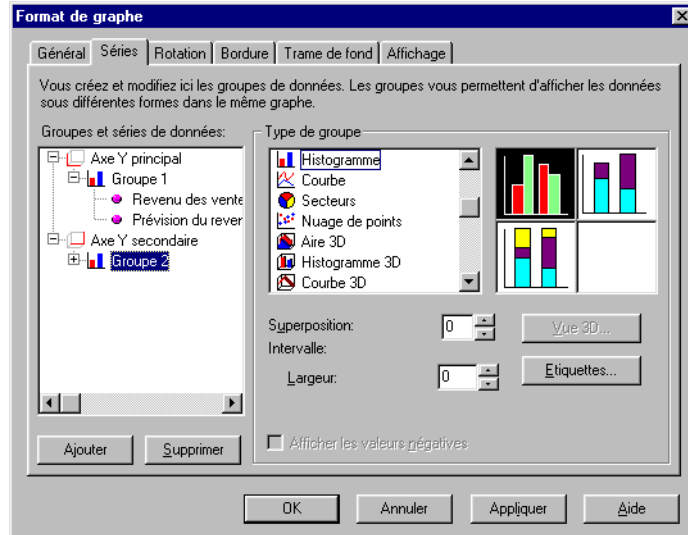 Format de graphe
Général Séries Rotation Bordure Trame de fond Affichage
Vous créez et modifiez ici les groupes de données. Les groupes vous permettent d'afficher les données
sous différentes formes dans le même graphe.
Groupes et séries de données:
Axe Y principal
Groupe 1
Revenu des vente
Prévision du rever
Axe Y secondaire
Groupe 2
Ajouter
Supprimer
Type de groupe
Histogramme
Courbe
Secteurs
Nuage de points
Aire 3D
Histogramme 3D
Courbe 3D
Superposition: 0
Vue 3D...
Intervalle:
Largeur: 0
Etiquettes...
Afficher les valeurs négatives
OK Annuler Appliquer Aide